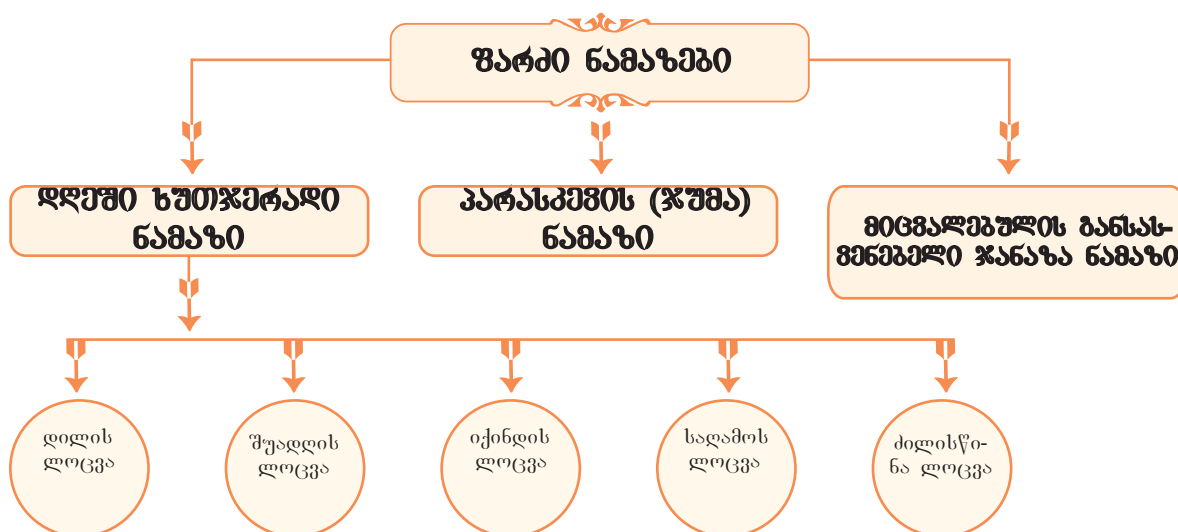 ფარძი ნამაზები
დღეში ხუთჯერადი
ნამაზი
პარასკევის (ჯუმა)
ნამაზი
მიცვალებულის განსას-
ვენებელი ჯანაზა ნამაზი
დილის
ლოცვა
შუადღის
ლოცვა
იქინდის
ლოცვა
საღამოს
ლოცვა
ძილისწი-
ნა ლოცვა